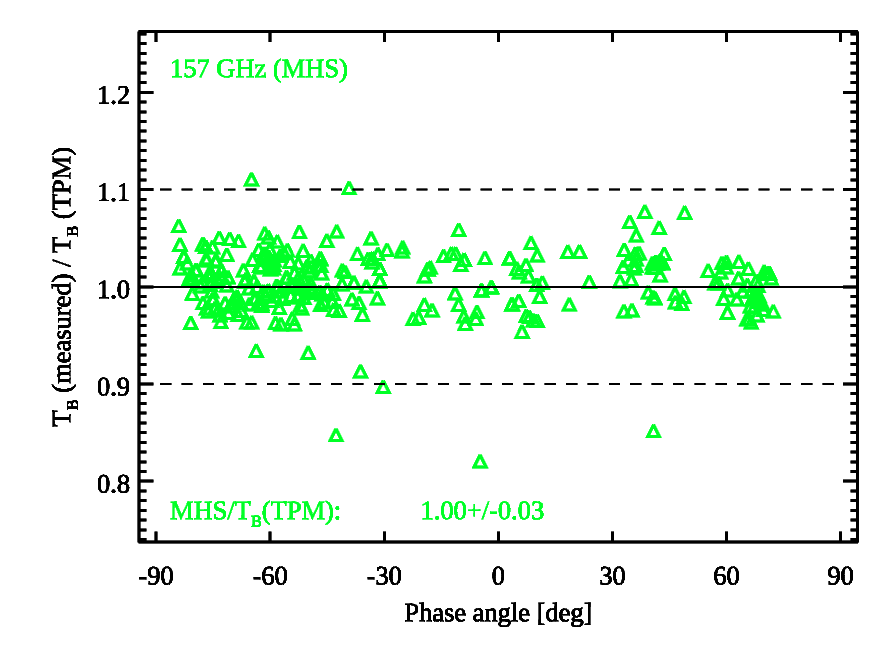 157 GHz (MHS)
1.2
1.1
1.0
0.9
0.8
T_B (measured) / T_B (TPM)
MHS/T_B(TPM): 1.00+/-0.03
-90 -60 -30 0 30 60 90
Phase angle [deg]